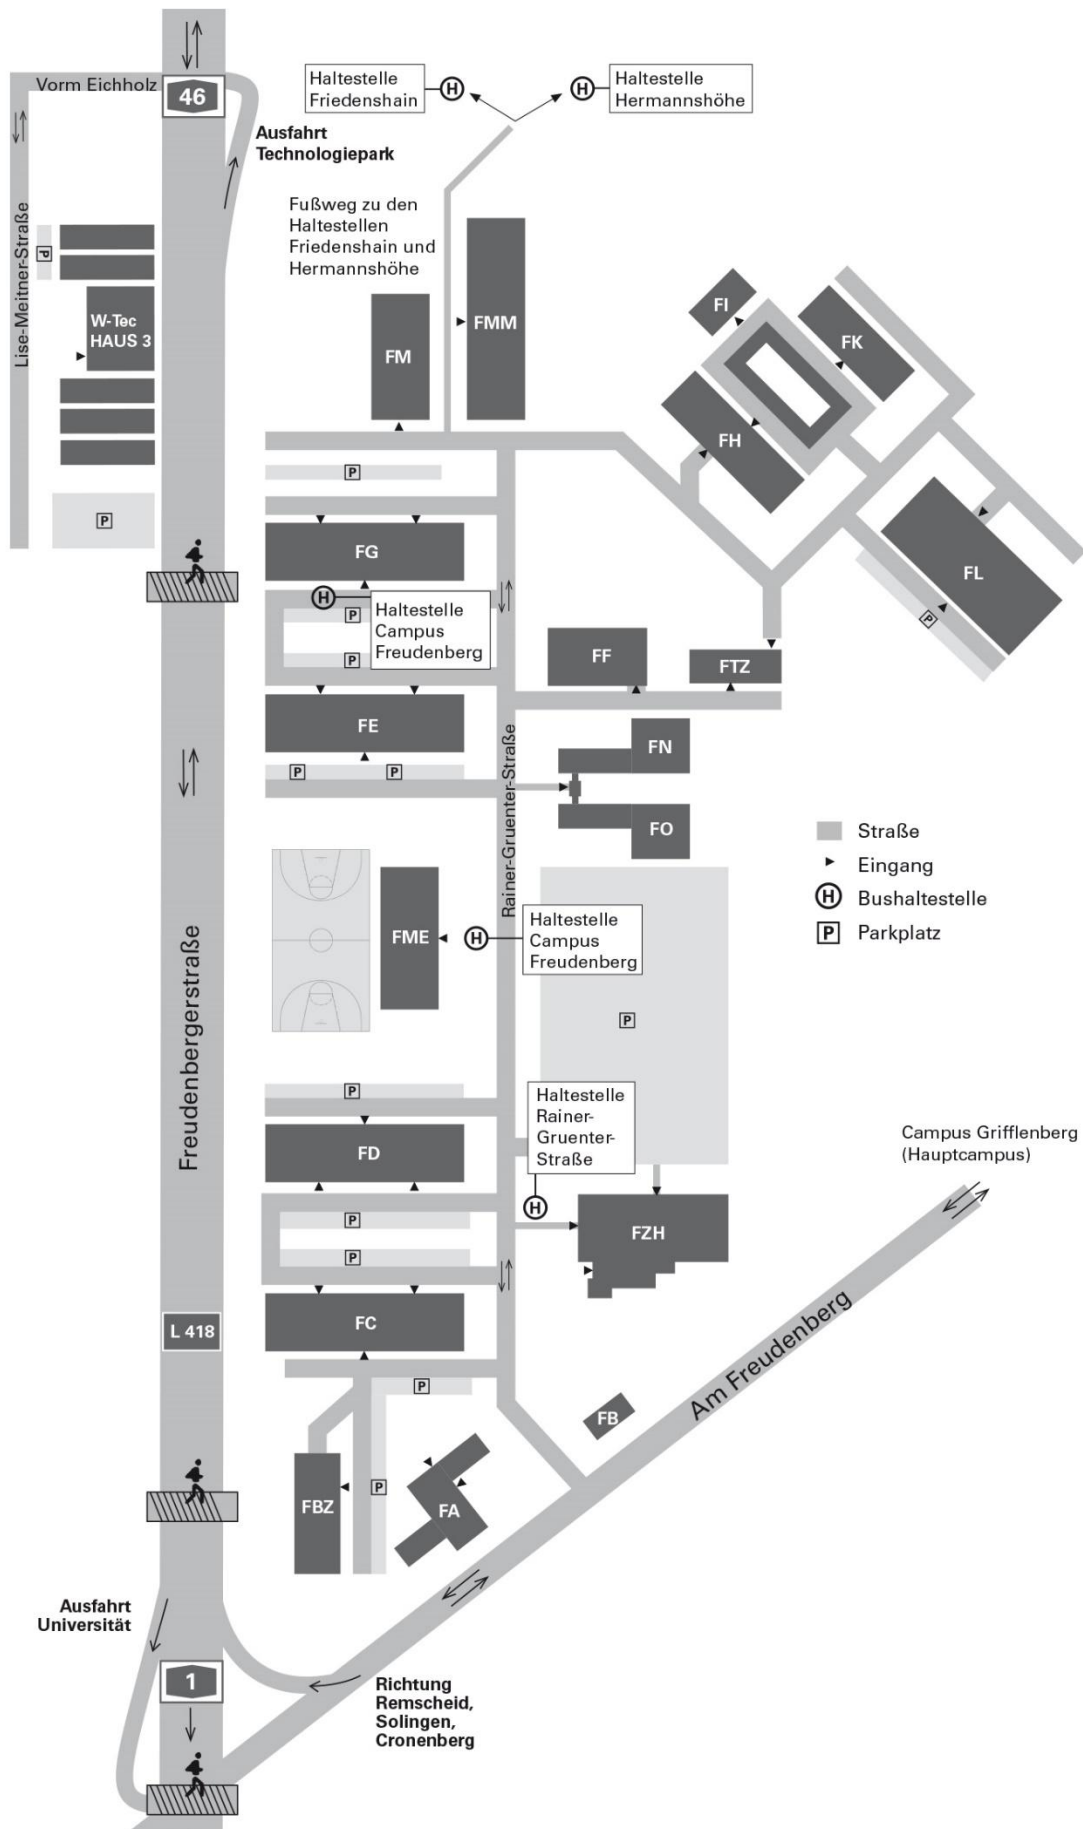 Vorm Eichholz
46
Haltestelle
Friedenshain
H
H
Haltestelle
Hermannshöhe
Ausfahrt
Technologiepark
Fußweg zu den
Haltestellen
Friedenshain und
Hermannshöhe
Lise-Meitner-Straße
P
W-Tec
HAUS 3
P
FM
FMM
FI
FK
FH
FL
P
P
FG
H
Haltestelle
Campus
Freudenberg
P
P
FE
P
P
FF
FTZ
FN
FO
Rainer-Gruenter-Straße
Straße
Eingang
H
Bushaltestelle
P
Parkplatz
FME
H
Haltestelle
Campus
Freudenberg
P
Freudenbergerstraße
P
FD
Haltestelle
Rainer-
Gruenter-
Straße
H
P
P
FZH
Campus Grifflenberg
(Hauptcampus)
L 418
FC
P
Am Freudenberg
FB
FBZ
P
FA
Ausfahrt
Universität
1
Richtung
Remscheid,
Solingen,
Cronenberg